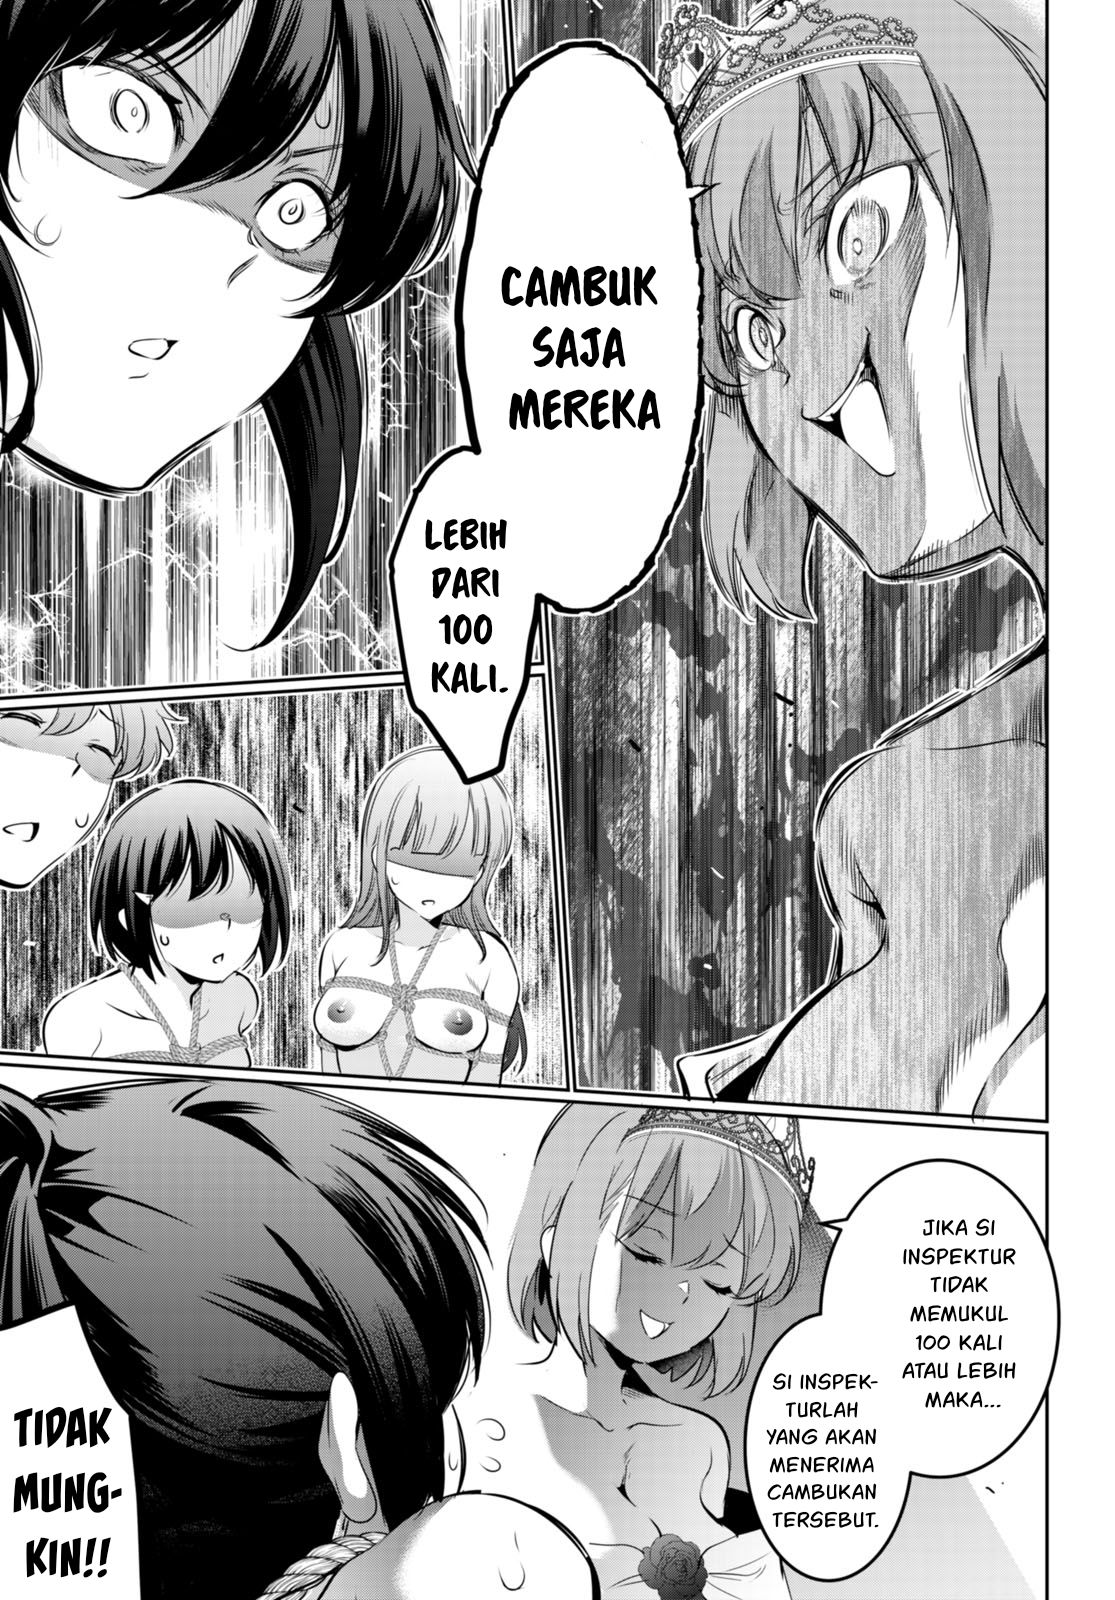 CAMBUK
SAJA
MEREKA
LEBIH
DARI
100
KALI.
JIKA SI
INSPEKTUR
TIDAK
MEMUKUL
100 KALI
ATAU LEBIH
MAKA...
SI INSPEK-
TURLAH
YANG AKAN
MENERIMA
CAMBUKAN
TERSEBUT.
TIDAK
MUNG-
KIN!!